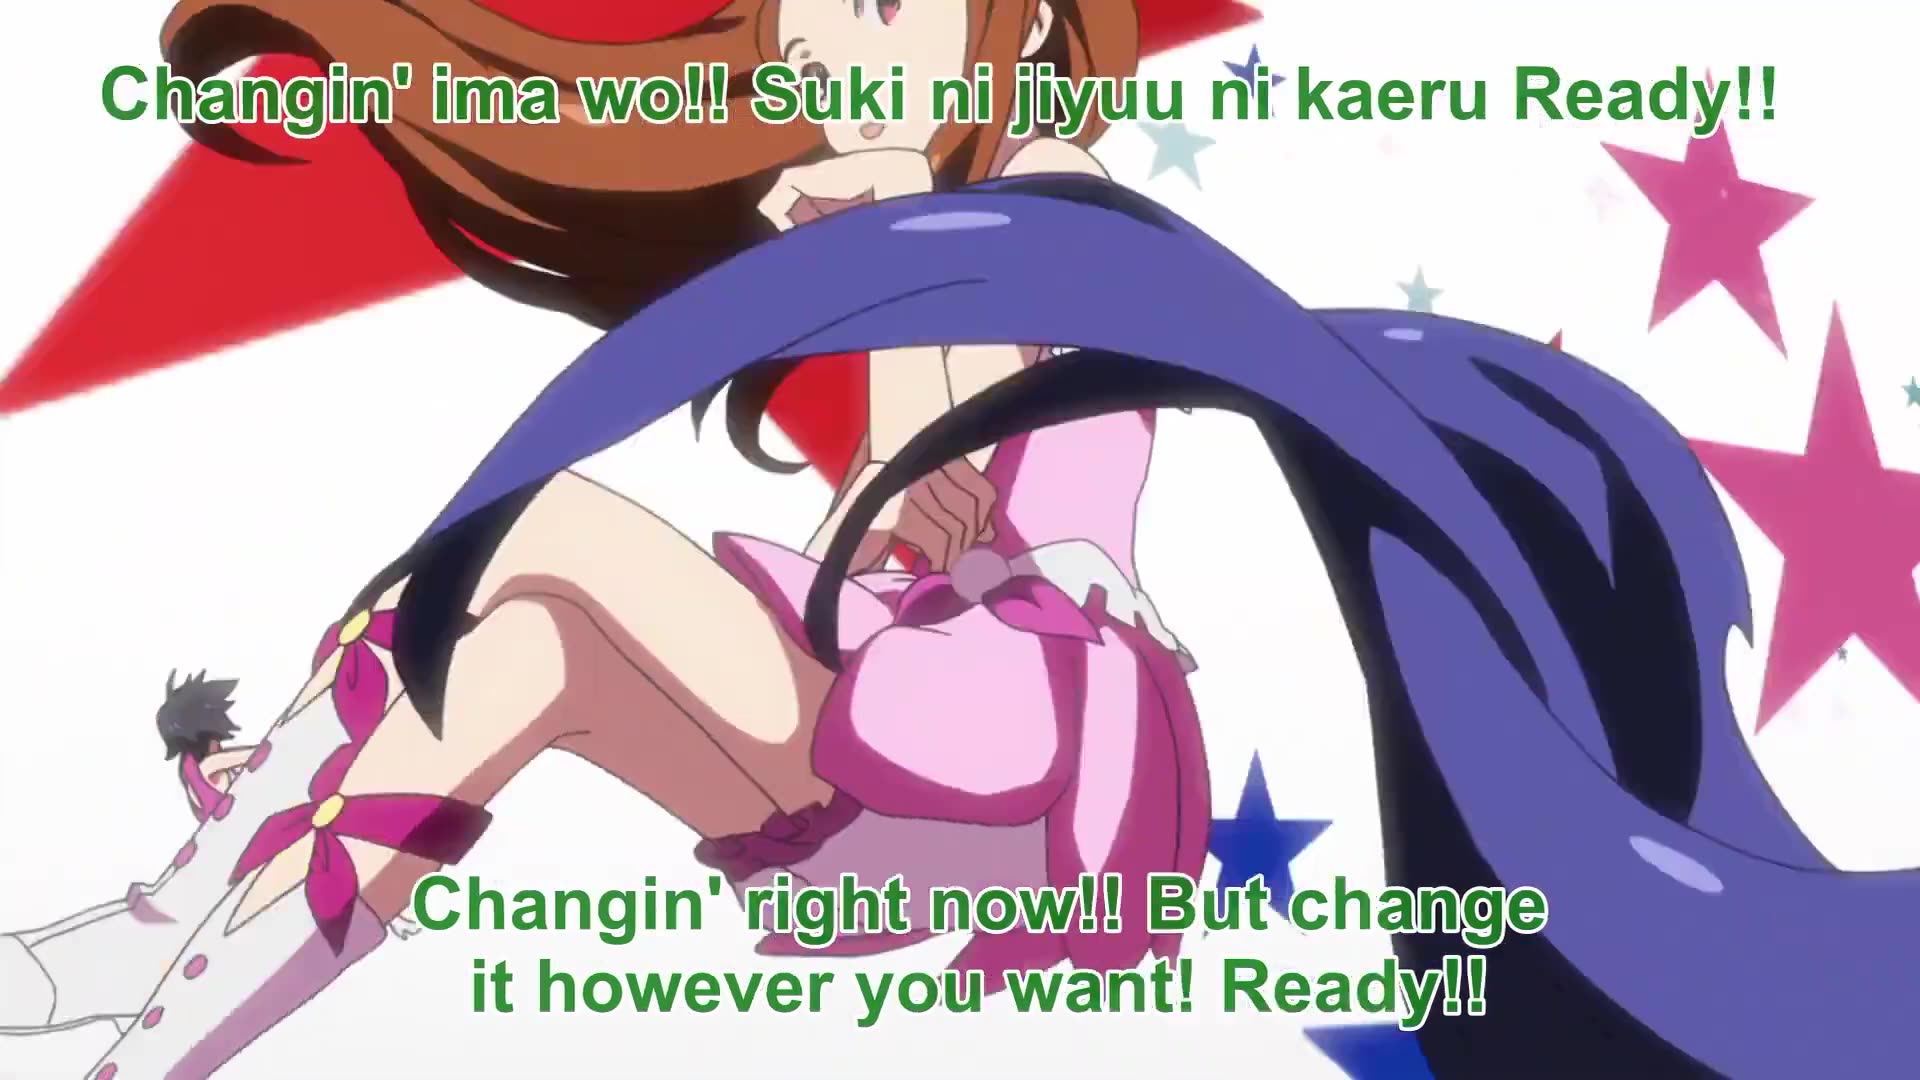 Changin' ima wo!! Suki ni jiyuu ni kaeru Ready!!
Changin' right now!! But change
it however you want! Ready!!